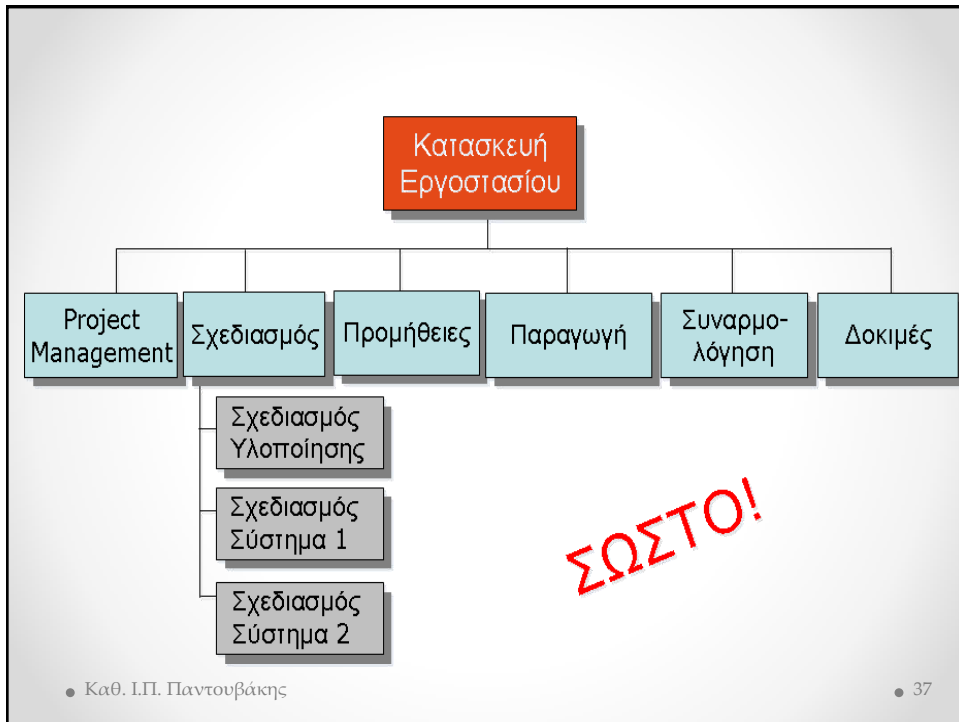 Κατασκευή
Εργοστασίου
Project
Management
Σχεδιασμός
Προμήθειες
Παραγωγή
Συναρμο-
λόγηση
Δοκιμές
Σχεδιασμός
Υλοποίησης
Σχεδιασμός
Σύστημα 1
Σχεδιασμός
Σύστημα 2
ΣΩΣΤΟ!
Καθ. Ι.Π. Παντουβάκης
37